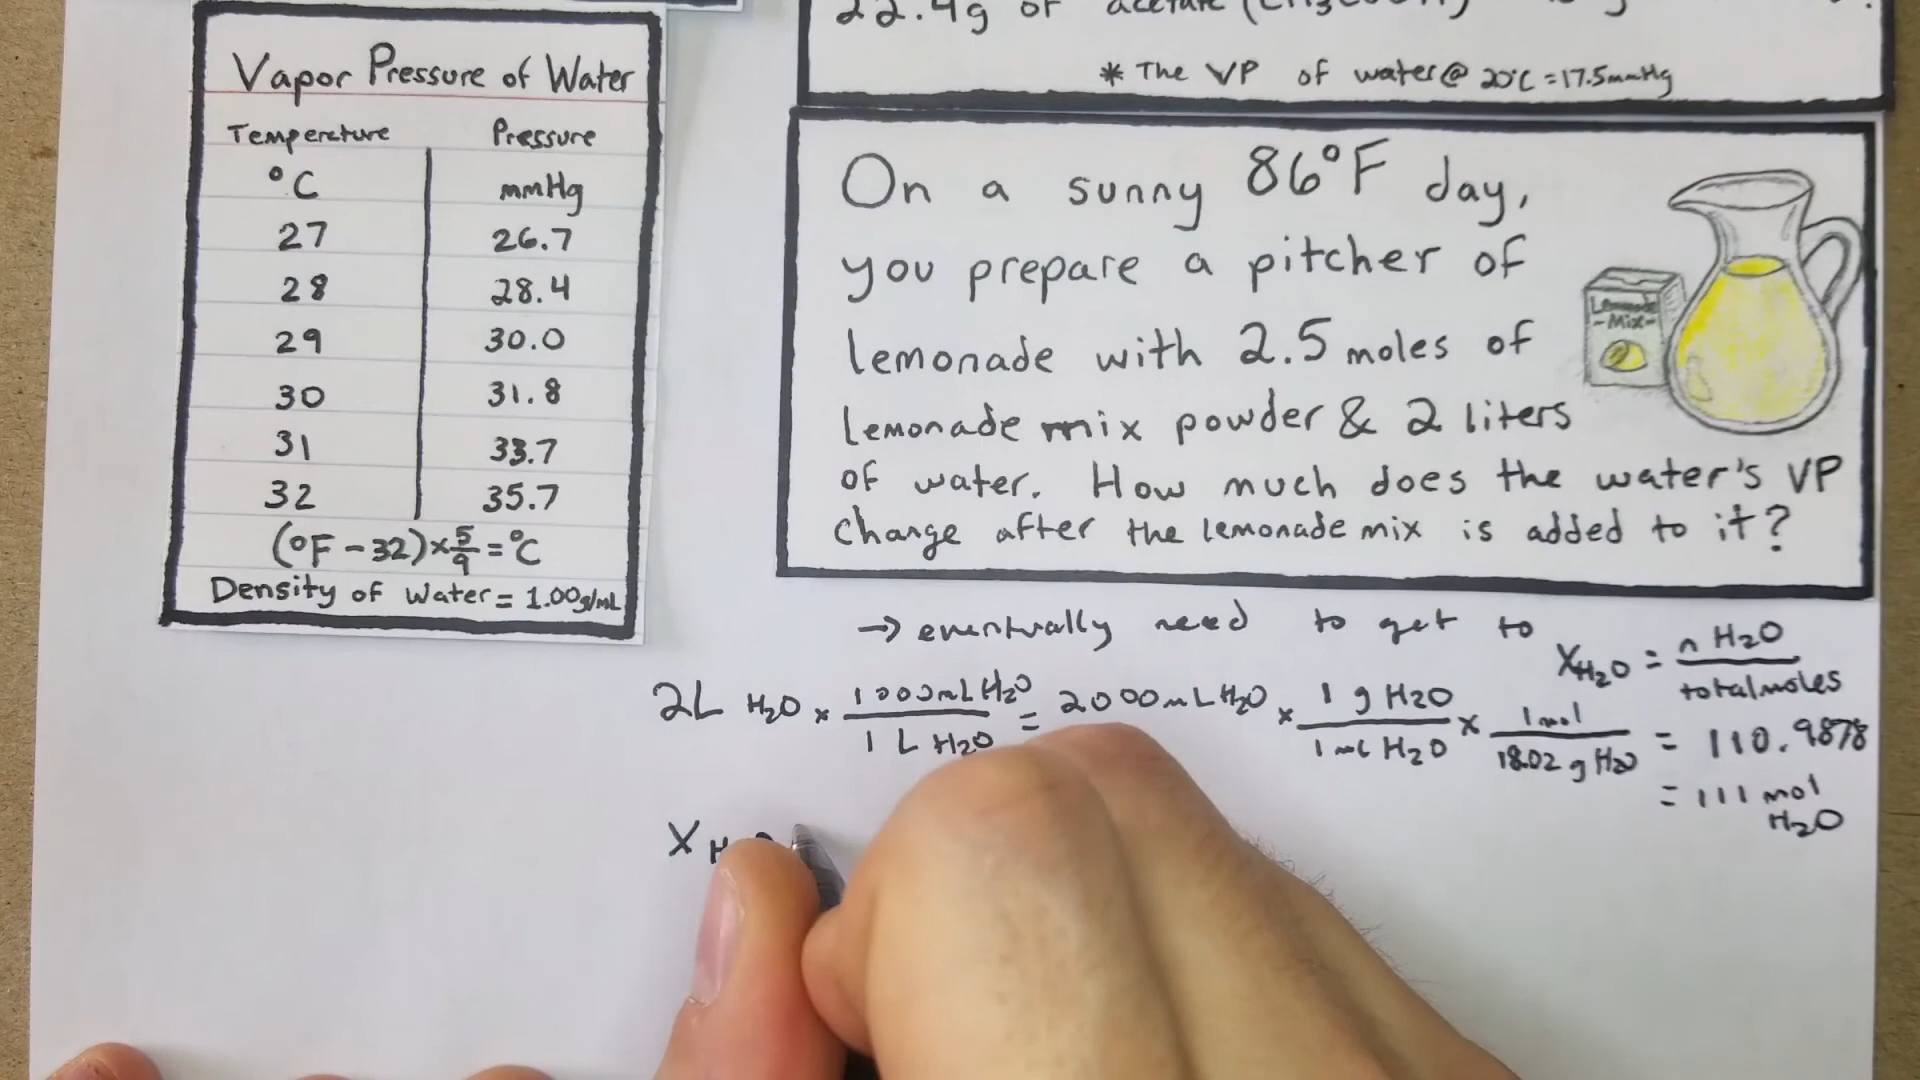 Vapor Pressure of Water
Temperature Pressure
°C mmHg
27 26.7
28 28.4
29 30.0
30 31.8
31 33.7
32 35.7
(°F - 32) × 5/9 = °C
Density of Water = 1.00g/mL
22.4g of
* The VP of water @ 20°C = 17.5mmHg
On a sunny 86°F day,
you prepare a pitcher of
lemonade with 2.5 moles of
lemonade mix powder & 2 liters
of water. How much does the water's VP
change after the lemonade mix is added to it?
Lemonade
-Mix-
→ eventually need to get to X H₂O = n H₂O / total moles
2L H₂O × 1000mL H₂O / 1 L H₂O = 2000mL H₂O × 1 g H₂O / 1 mL H₂O × 1 mol / 18.02 g H₂O = 110.9878
= 111 mol
H₂O
X H